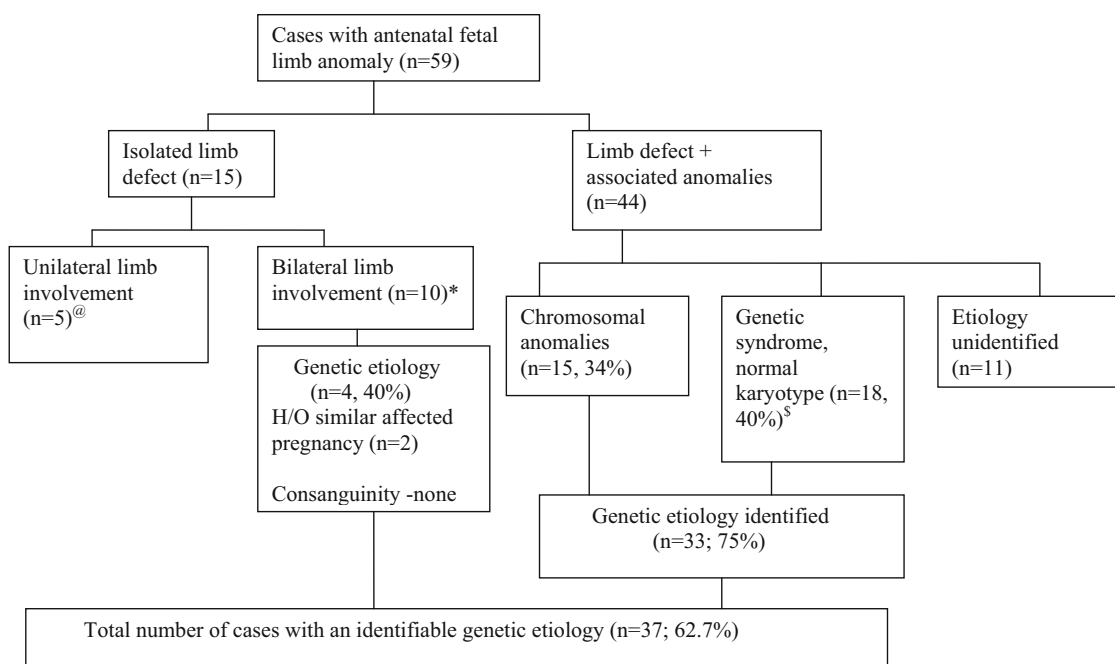 Cases with antenatal fetal
limb anomaly (n=59)
Isolated limb
defect (n=15)
Limb defect +
associated anomalies
(n=44)
Unilateral limb
involvement
(n=5)@
Bilateral limb
involvement (n=10)*
Genetic etiology
(n=4, 40%)
H/O similar affected
pregnancy (n=2)
Consanguinity -none
Chromosomal
anomalies
(n=15, 34%)
Genetic
syndrome,
normal
karyotype (n=18,
40%)$
Etiology
unidentified
(n=11)
Genetic etiology identified
(n=33; 75%)
Total number of cases with an identifiable genetic etiology (n=37; 62.7%)